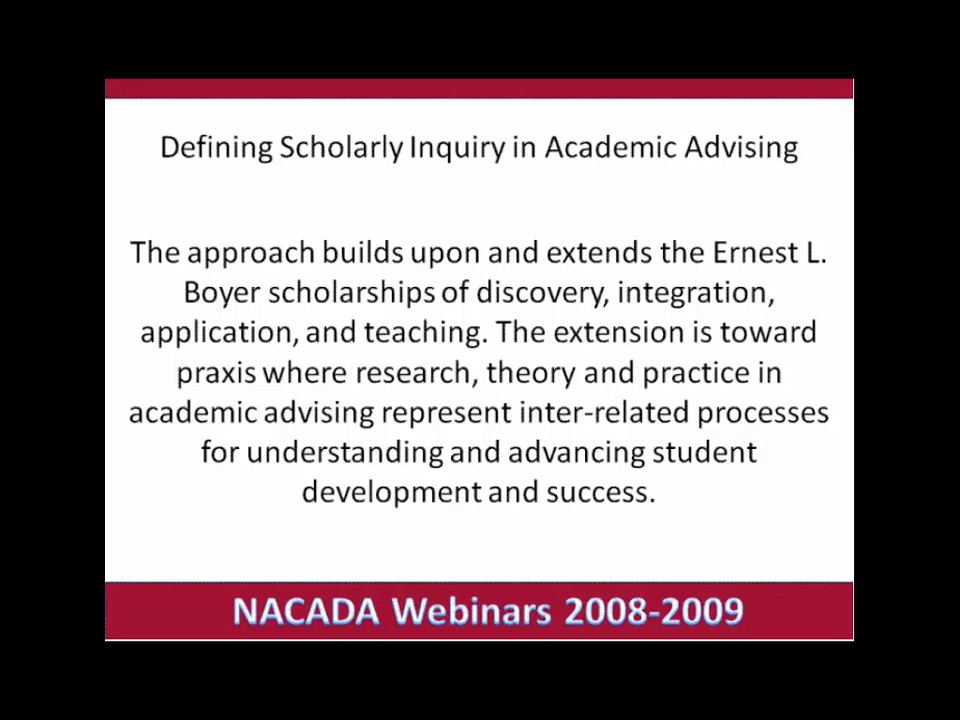 Defining Scholarly Inquiry in Academic Advising
The approach builds upon and extends the Ernest L.
Boyer scholarships of discovery, integration,
application, and teaching. The extension is toward
praxis where research, theory and practice in
academic advising represent inter-related processes
for understanding and advancing student
development and success.
NACADA Webinars 2008-2009